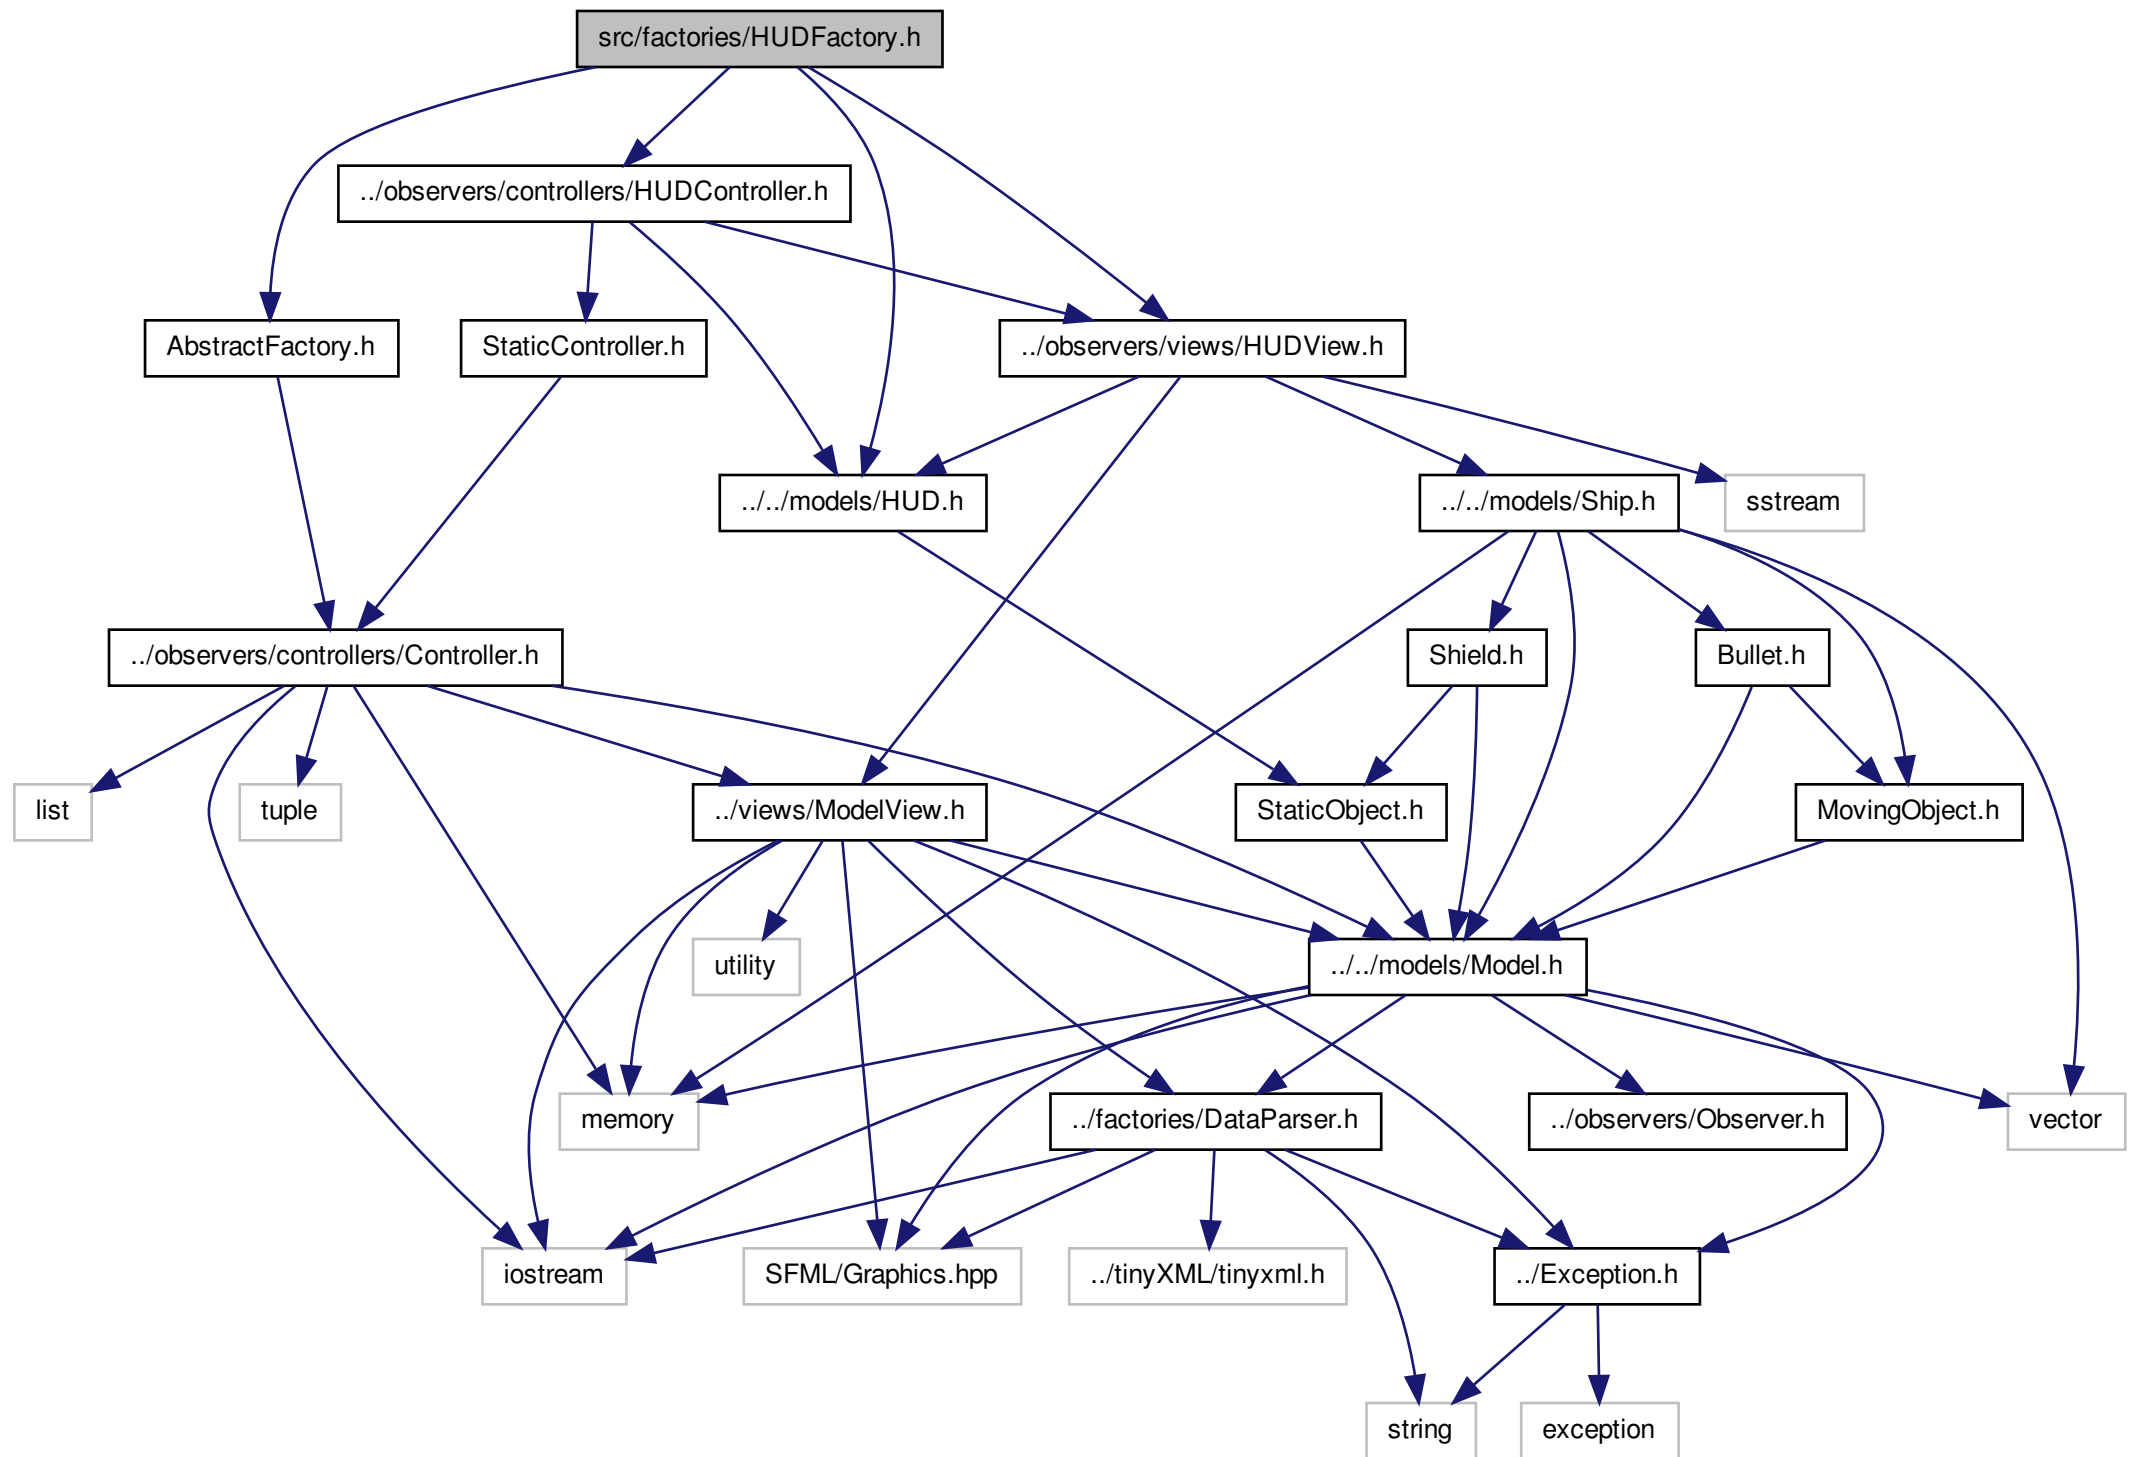 src/factories/HUDFactory.h
../observers/controllers/HUDController.h
AbstractFactory.h
StaticController.h
../observers/views/HUDView.h
../../models/HUD.h
../../models/Ship.h
sstream
../observers/controllers/Controller.h
Shield.h
Bullet.h
list
tuple
../views/ModelView.h
StaticObject.h
MovingObject.h
utility
../../models/Model.h
memory
../factories/DataParser.h
../observers/Observer.h
vector
iostream
SFML/Graphics.hpp
../tinyXML/tinyxml.h
../Exception.h
string
exception